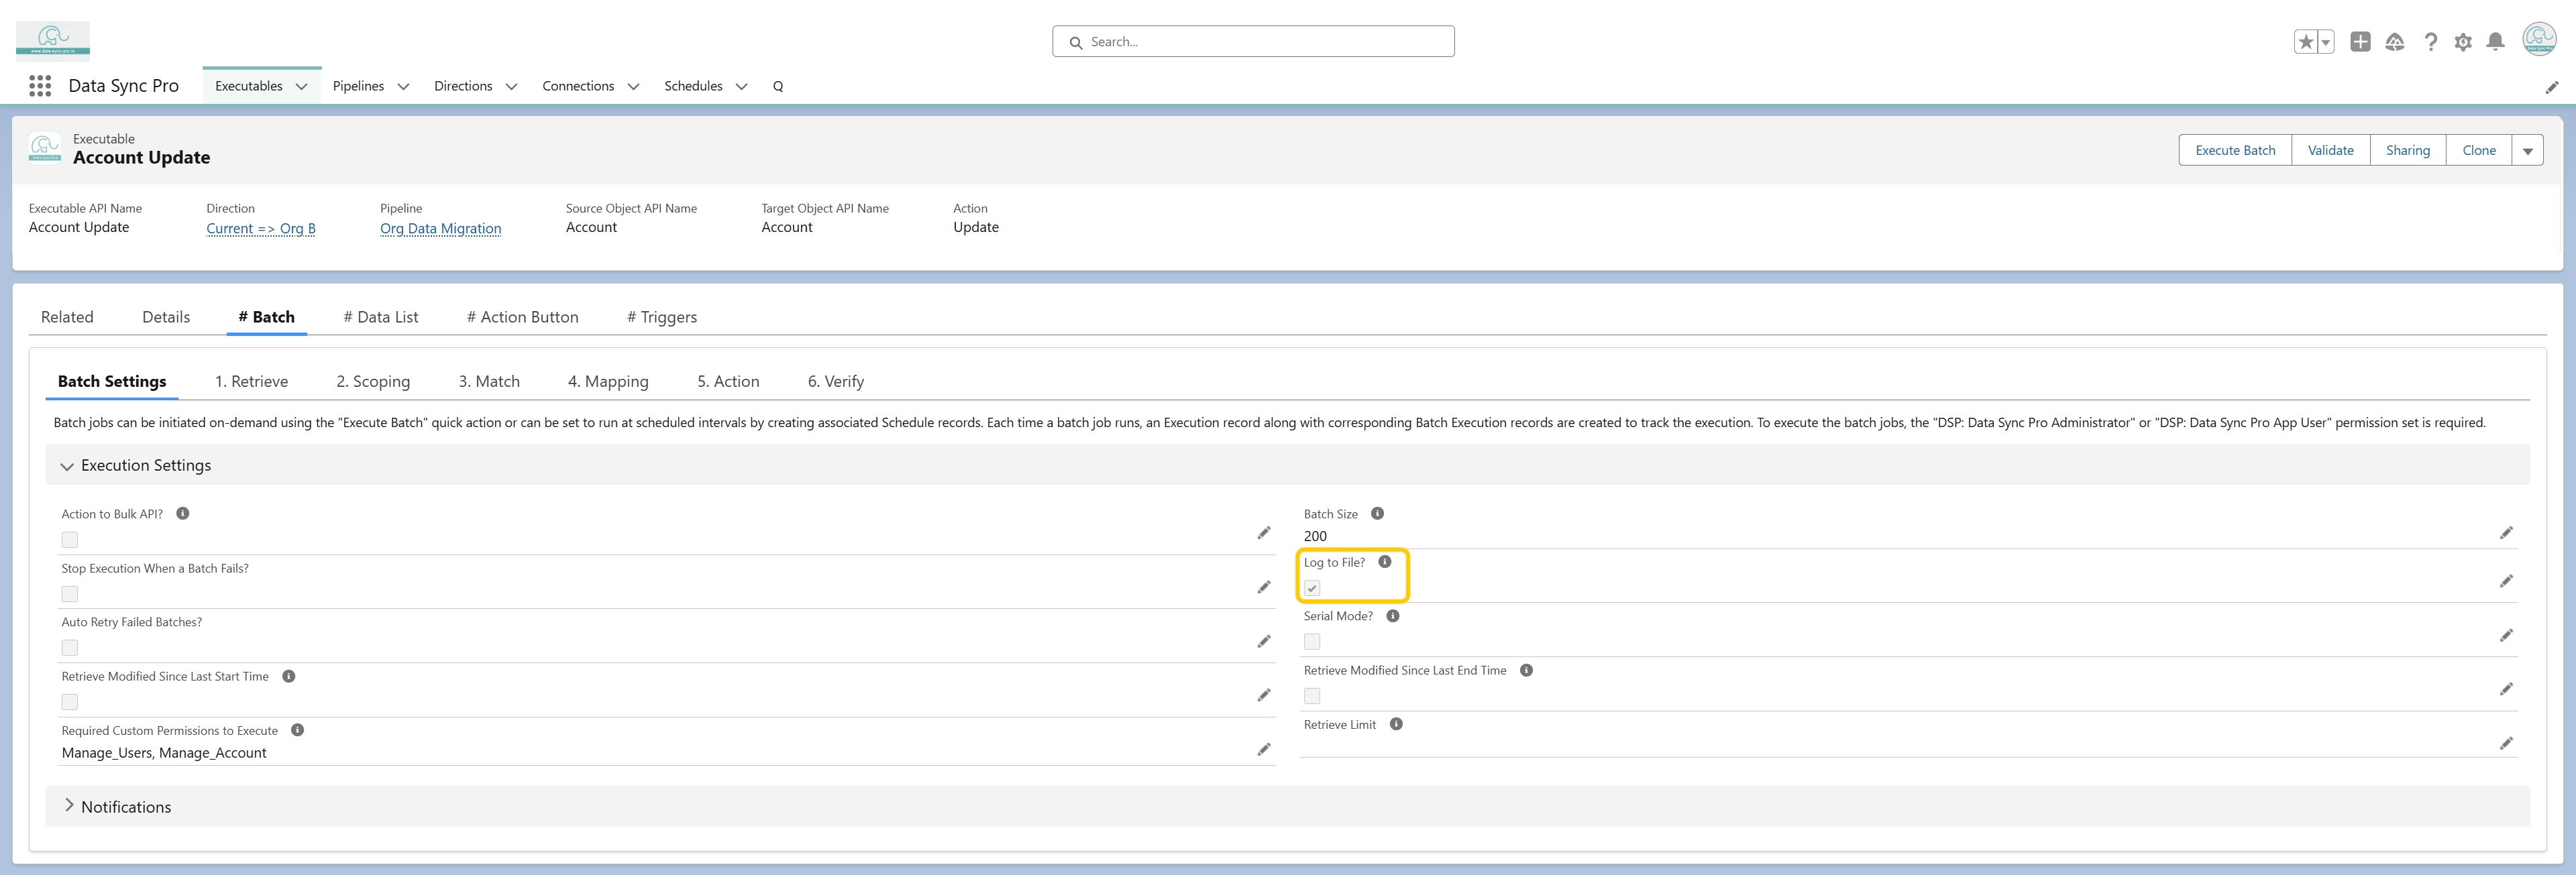 www.data-sync-pro.io
Search...
Data Sync Pro
Executables
Pipelines
Directions
Connections
Schedules
Q
Executable
Account Update
Execute Batch
Validate
Sharing
Clone
Executable API Name
Account Update
Direction
Current => Org B
Pipeline
Org Data Migration
Source Object API Name
Account
Target Object API Name
Account
Action
Update
Related
Details
# Batch
# Data List
# Action Button
# Triggers
Batch Settings
1. Retrieve
2. Scoping
3. Match
4. Mapping
5. Action
6. Verify
Batch jobs can be initiated on-demand using the "Execute Batch" quick action or can be set to run at scheduled intervals by creating associated Schedule records. Each time a batch job runs, an Execution record along with corresponding Batch Execution records are created to track the execution. To execute the batch jobs, the "DSP: Data Sync Pro Administrator" or "DSP: Data Sync Pro App User" permission set is required.
Execution Settings
Action to Bulk API?
Batch Size
200
Stop Execution When a Batch Fails?
Log to File?
Auto Retry Failed Batches?
Serial Mode?
Retrieve Modified Since Last Start Time
Retrieve Modified Since Last End Time
Required Custom Permissions to Execute
Manage_Users, Manage_Account
Retrieve Limit
Notifications